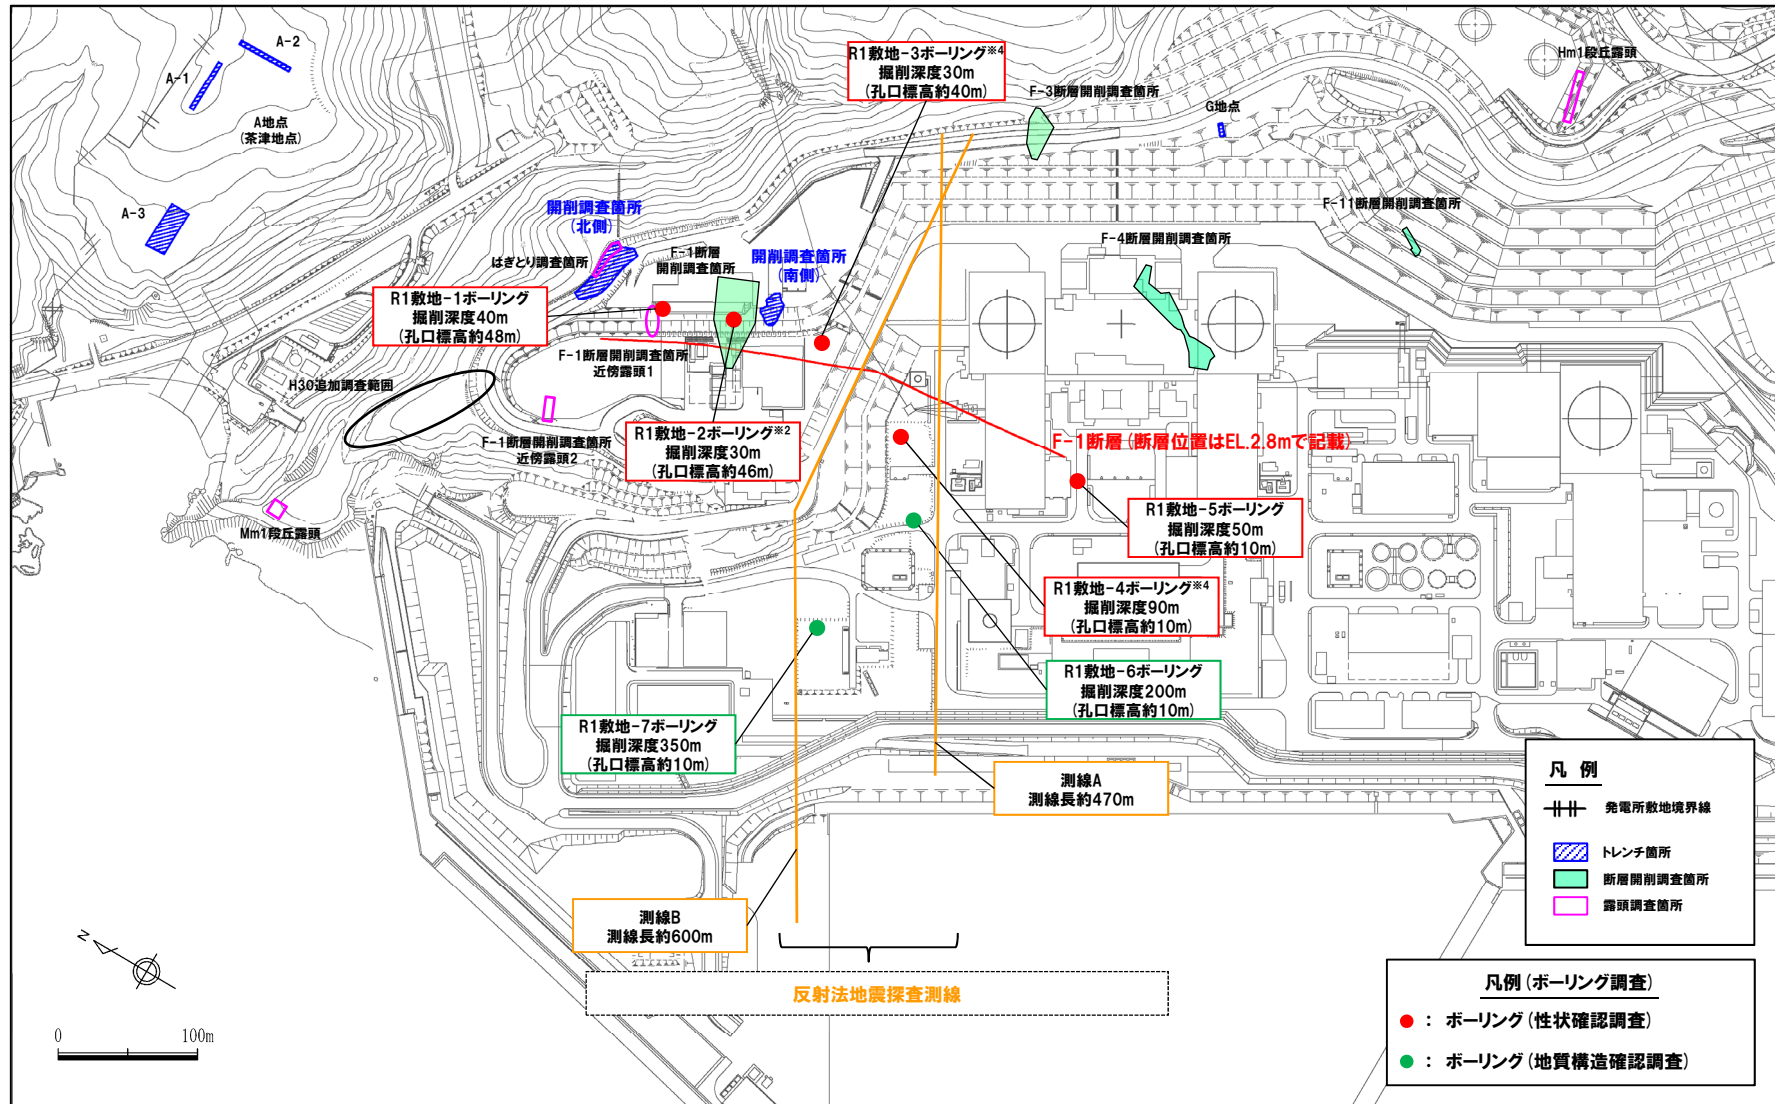 A-2
A-1
A地点
(茶津地点)
A-3
R1敷地-3ボーリング※4
掘削深度30m
(孔口標高約40m)
F-3断層開削調査箇所
G地点
Hm1段丘露頭
F-11断層開削調査箇所
F-4断層開削調査箇所
開削調査箇所
(北側)
はぎとり調査箇所
F-1断層
開削調査箇所
開削調査箇所
(南側)
R1敷地-1ボーリング
掘削深度40m
(孔口標高約48m)
F-1断層開削調査箇所
近傍露頭1
H30追加調査範囲
F-1断層開削調査箇所
近傍露頭2
R1敷地-2ボーリング※2
掘削深度30m
(孔口標高約46m)
F-1断層(断層位置はEL.2.8mで記載)
Mm1段丘露頭
R1敷地-5ボーリング
掘削深度50m
(孔口標高約10m)
R1敷地-4ボーリング※4
掘削深度90m
(孔口標高約10m)
R1敷地-6ボーリング
掘削深度200m
(孔口標高約10m)
R1敷地-7ボーリング
掘削深度350m
(孔口標高約10m)
測線A
測線長約470m
測線B
測線長約600m
反射法地震探査測線
N
0 100m
凡 例
発電所敷地境界線
トレンチ箇所
断層開削調査箇所
露頭調査箇所
凡例(ボーリング調査)
: ボーリング(性状確認調査)
: ボーリング(地質構造確認調査)